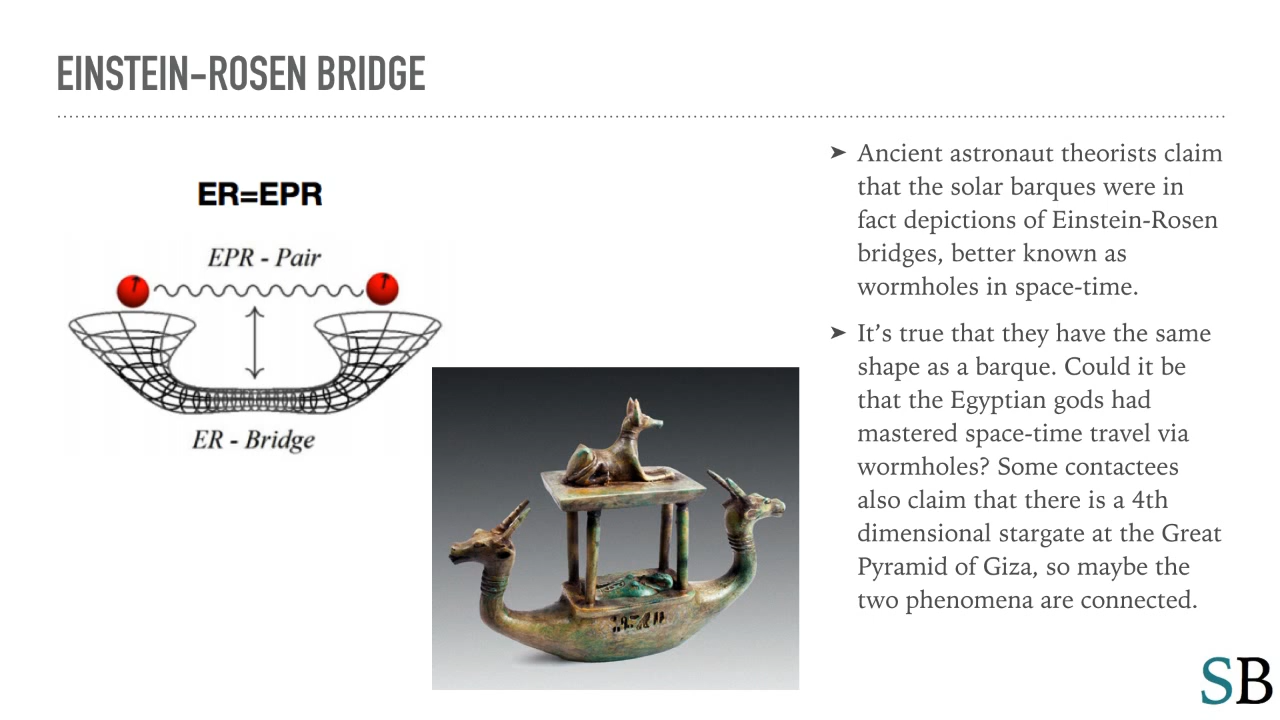 EINSTEIN-ROSEN BRIDGE
ER=EPR
EPR - Pair
ER - Bridge
➤ Ancient astronaut theorists claim
that the solar barques were in
fact depictions of Einstein-Rosen
bridges, better known as
wormholes in space-time.
➤ It’s true that they have the same
shape as a barque. Could it be
that the Egyptian gods had
mastered space-time travel via
wormholes? Some contactees
also claim that there is a 4th
dimensional stargate at the Great
Pyramid of Giza, so maybe the
two phenomena are connected.
SB